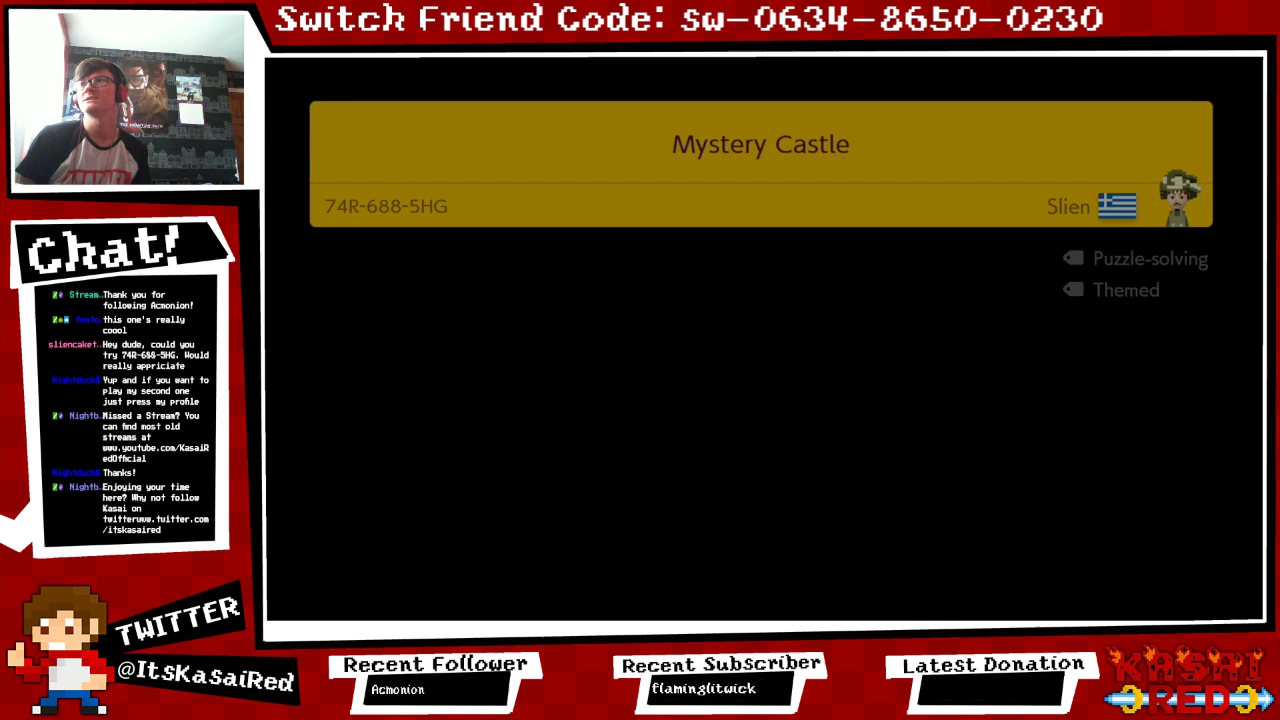 Switch Friend Code: SW-0634-8650-0230
Mystery Castle
74R-688-5HG
Slien
Puzzle-solving
Themed
Chat!
Stream..Thank you for
following Acmonion!
this one's really
coool
sliencaket..Hey dude, could you
try 74R-688-5HG. Would
really appriciate
Yup and if you want to
play my second one
just press my profile
Nightb..Missed a Stream? You
can find most old
streams at
www.youtube.com/KasaiR
edOfficial
Thanks!
Nightb..Enjoying your time
here? Why not follow
Kasai on
twitterwww.twitter.com
/itskasaired
TWITTER
@ItsKasaiRed
Recent Follower
Acmonion
Recent Subscriber
flaminglitwick
Latest Donation
KASAI
RED